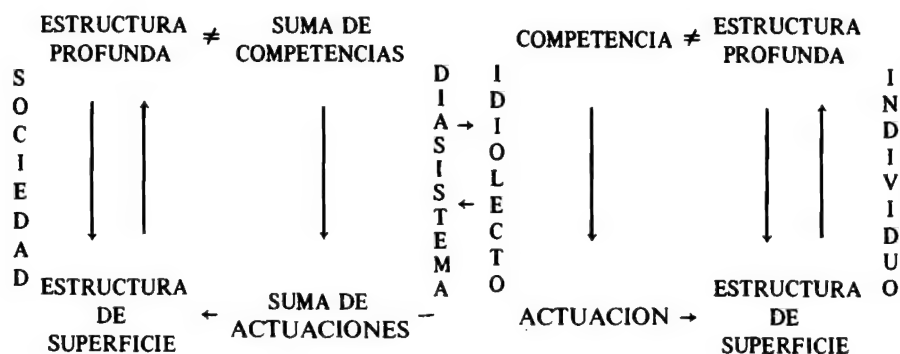 ESTRUCTURA PROFUNDA ≠ SUMA DE COMPETENCIAS
COMPETENCIA ≠ ESTRUCTURA PROFUNDA
SOCIEDAD
DIASISTEMA
→
←
IDIOLECTO
INDIVIDUO
ESTRUCTURA DE SUPERFICIE ← SUMA DE ACTUACIONES –
ACTUACION → ESTRUCTURA DE SUPERFICIE